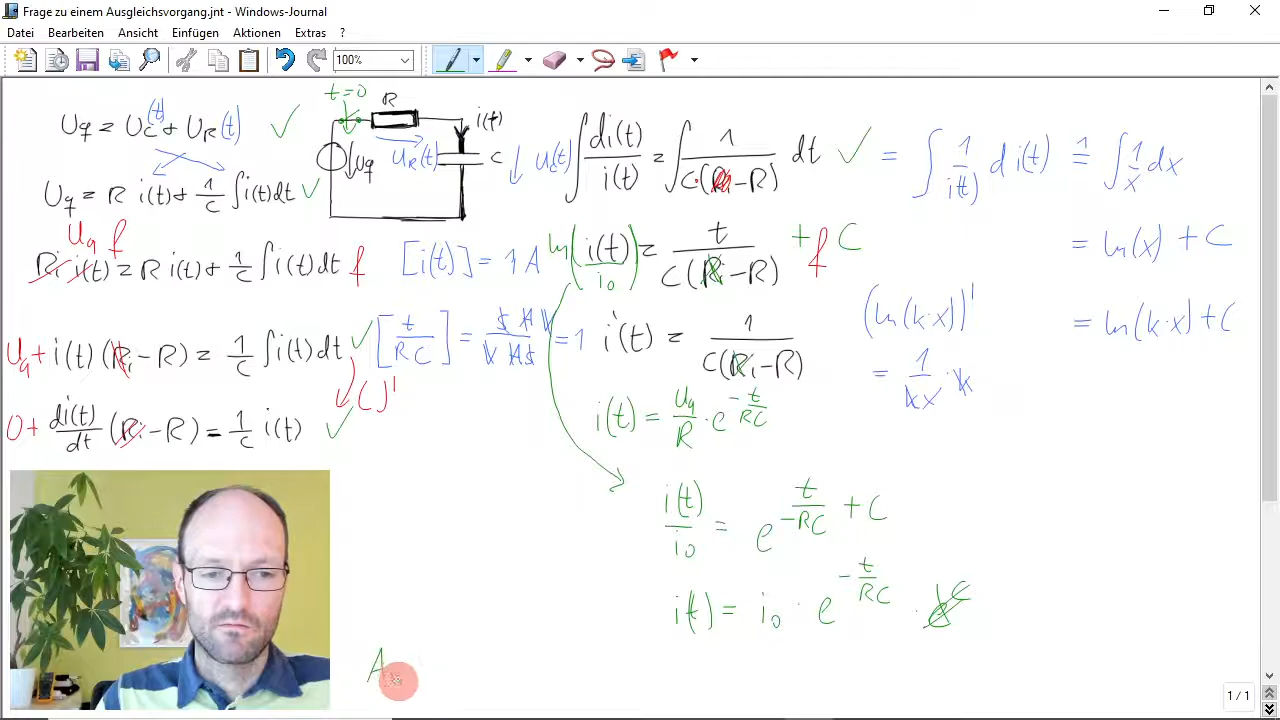 Frage zu einem Ausgleichsvorgang.jnt - Windows-Journal
Datei Bearbeiten Ansicht Einfügen Aktionen Extras ?
100%
Uq = Uc(t) + UR(t) ✓
Uq = R i(t) + 1/C ∫i(t)dt ✓
Uq f
Ri i(t) = R i(t) + 1/C ∫i(t)dt f
[i(t)] = 1 A
Uq + i(t) (Ri - R) = 1/C ∫i(t)dt ✓
[t/RC] = =1
( )'
0 + di(t)/dt (Ri - R) = 1/C i(t) ✓
t=0
R
i(t)
Uq
UR(t)
C
Uc(t)
∫ di(t)/i(t) = ∫ 1/C·(Ri-R) dt ✓ = ∫ 1/i(t) di(t) = ∫ 1/x dx
ln(i(t)/i0) = t/C(Ri-R) + C f
= ln(x) + C
i(t) = 1/C(Ri-R)
(ln(k·x))'
= ln(k·x) + C
= 1/kx · k
i(t) = Uq/R · e^-t/RC
i(t)/i0 = e^t/-RC + C
i(t) = i0 · e^-t/RC · e^C
A
1 / 1